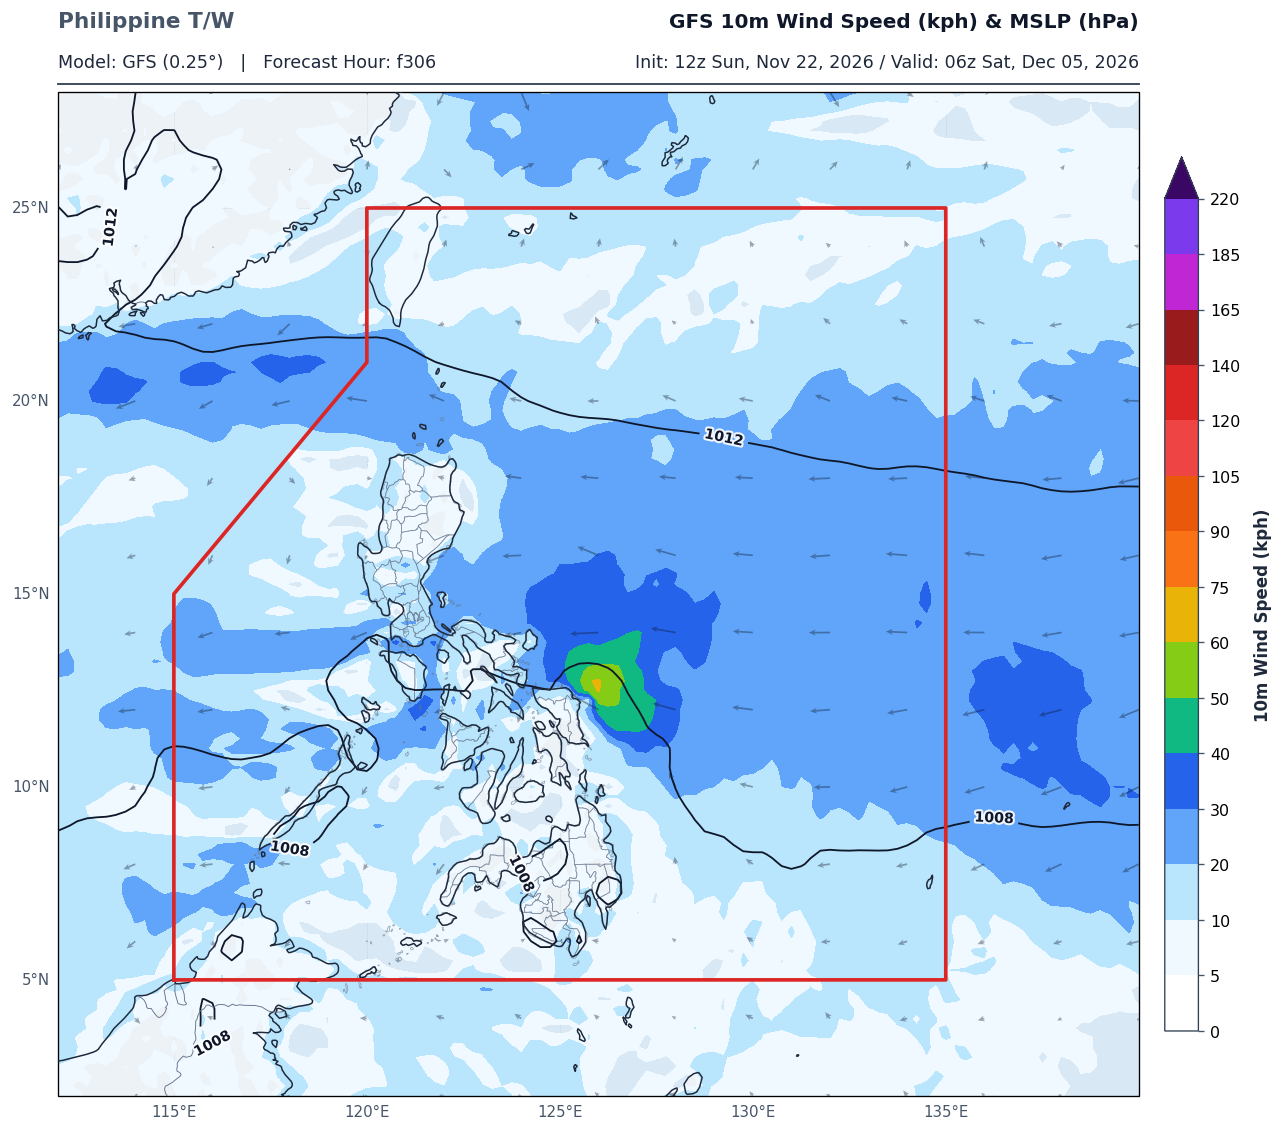 Philippine T/W
GFS 10m Wind Speed (kph) & MSLP (hPa)
Model: GFS (0.25°)   |   Forecast Hour: f306
Init: 12z Sun, Nov 22, 2026 / Valid: 06z Sat, Dec 05, 2026
25°N
20°N
15°N
10°N
5°N
115°E
120°E
125°E
130°E
135°E
1012
1012
1008
1008
1008
1008
220
185
165
140
120
105
90
75
60
50
40
30
20
10
5
0
10m Wind Speed (kph)